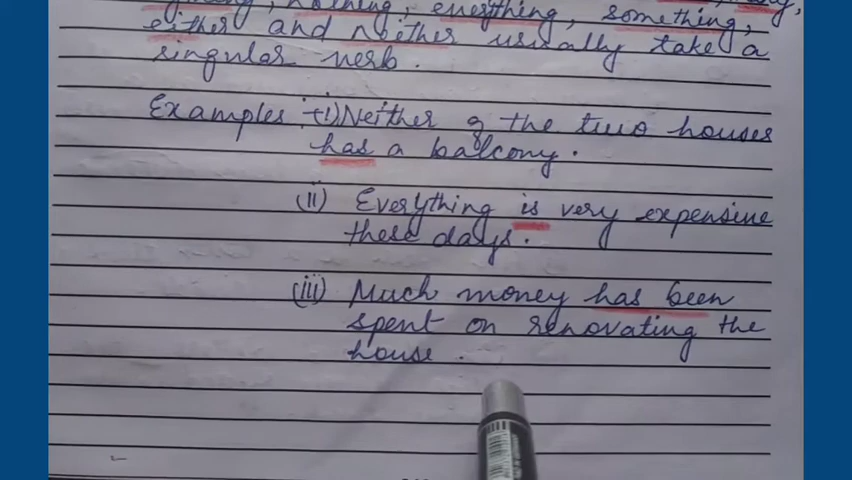 nothing, everything, something,
either and neither usually take a
singular verb.
Examples :- (i) Neither of the two houses
has a balcony.
(ii) Everything is very expensive
these days.
(iii) Much money has been
spent on renovating the
house.